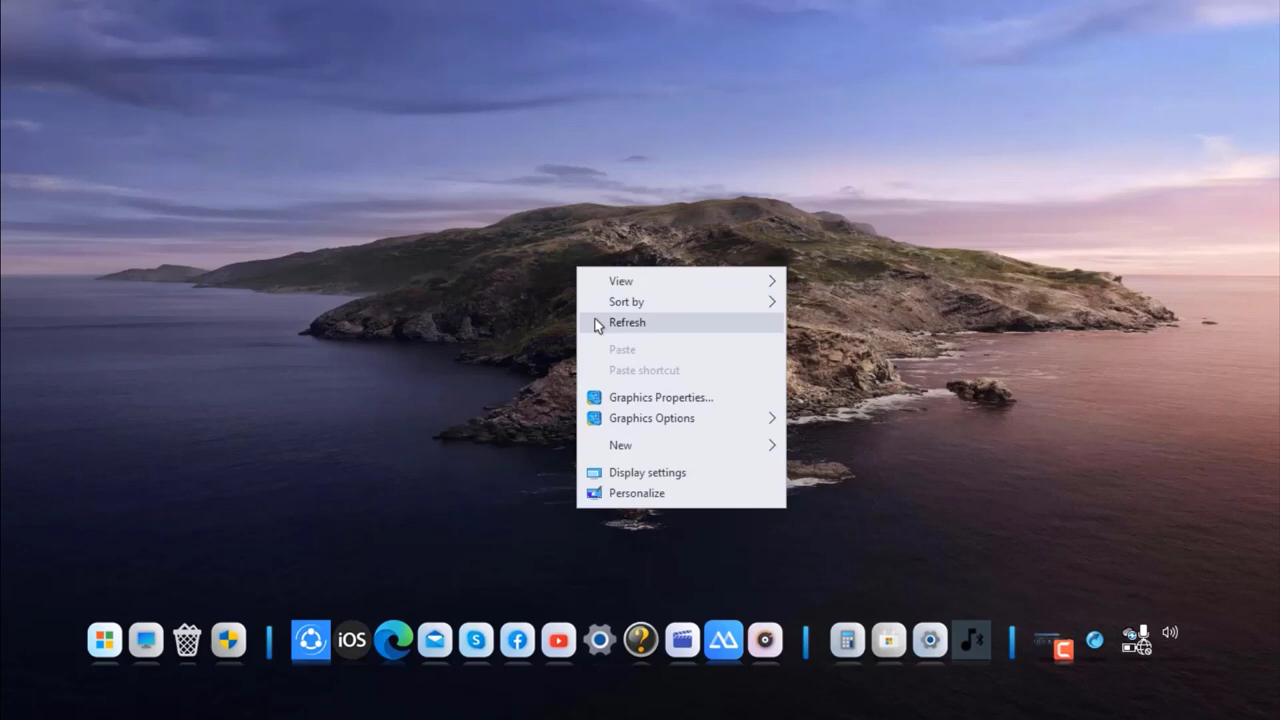 View
Sort by
Refresh
Paste
Paste shortcut
Graphics Properties...
Graphics Options
New
Display settings
Personalize
iOS